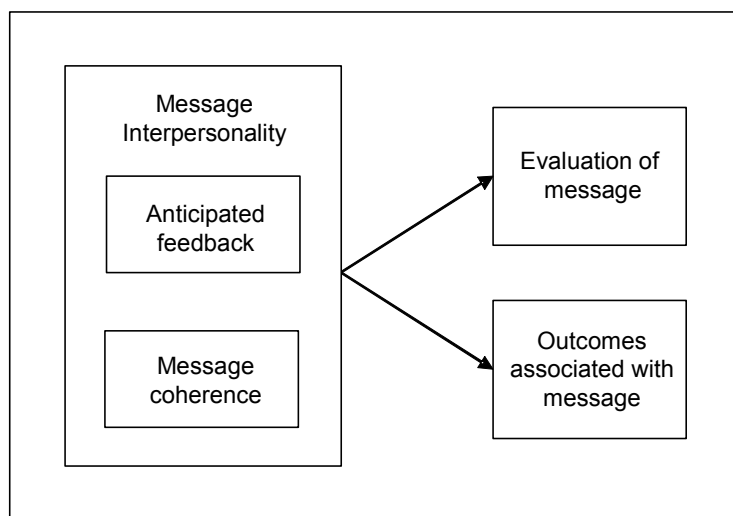 Message
Interpersonality
Anticipated
feedback
Message
coherence
Evaluation of
message
Outcomes
associated with
message